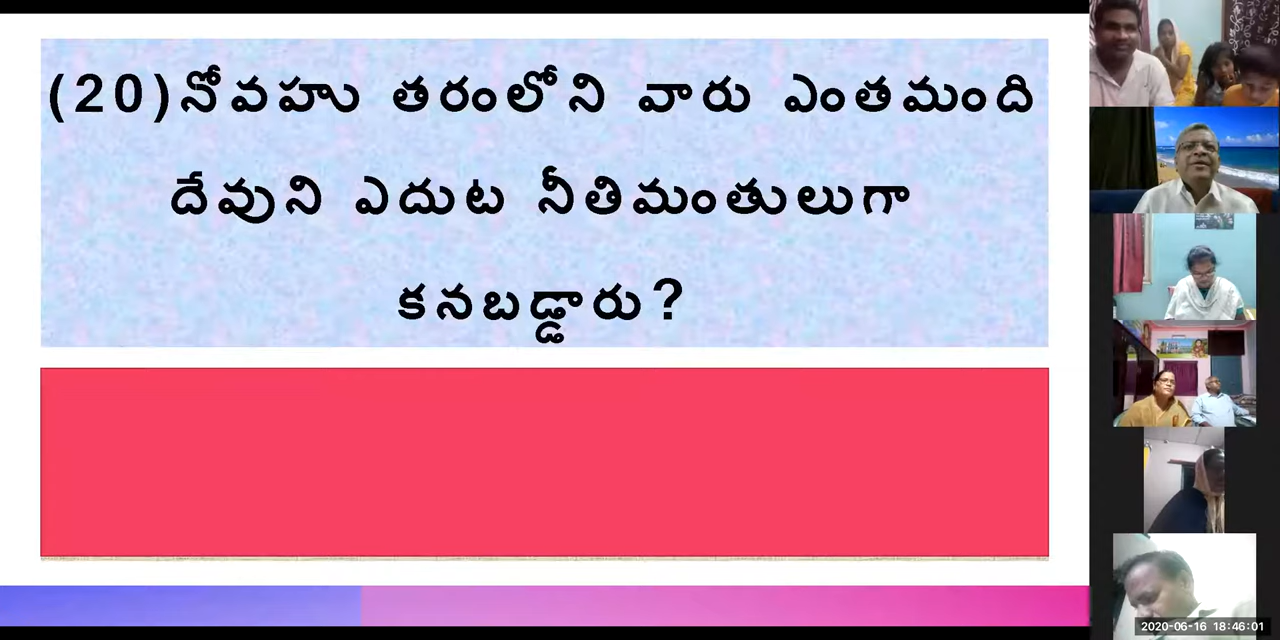 (20)నోవహు తరంలోని వారు ఎంతమంది
దేవుని ఎదుట నీతిమంతులుగా
కనబడ్డారు?
2020-06-16 18:46:01